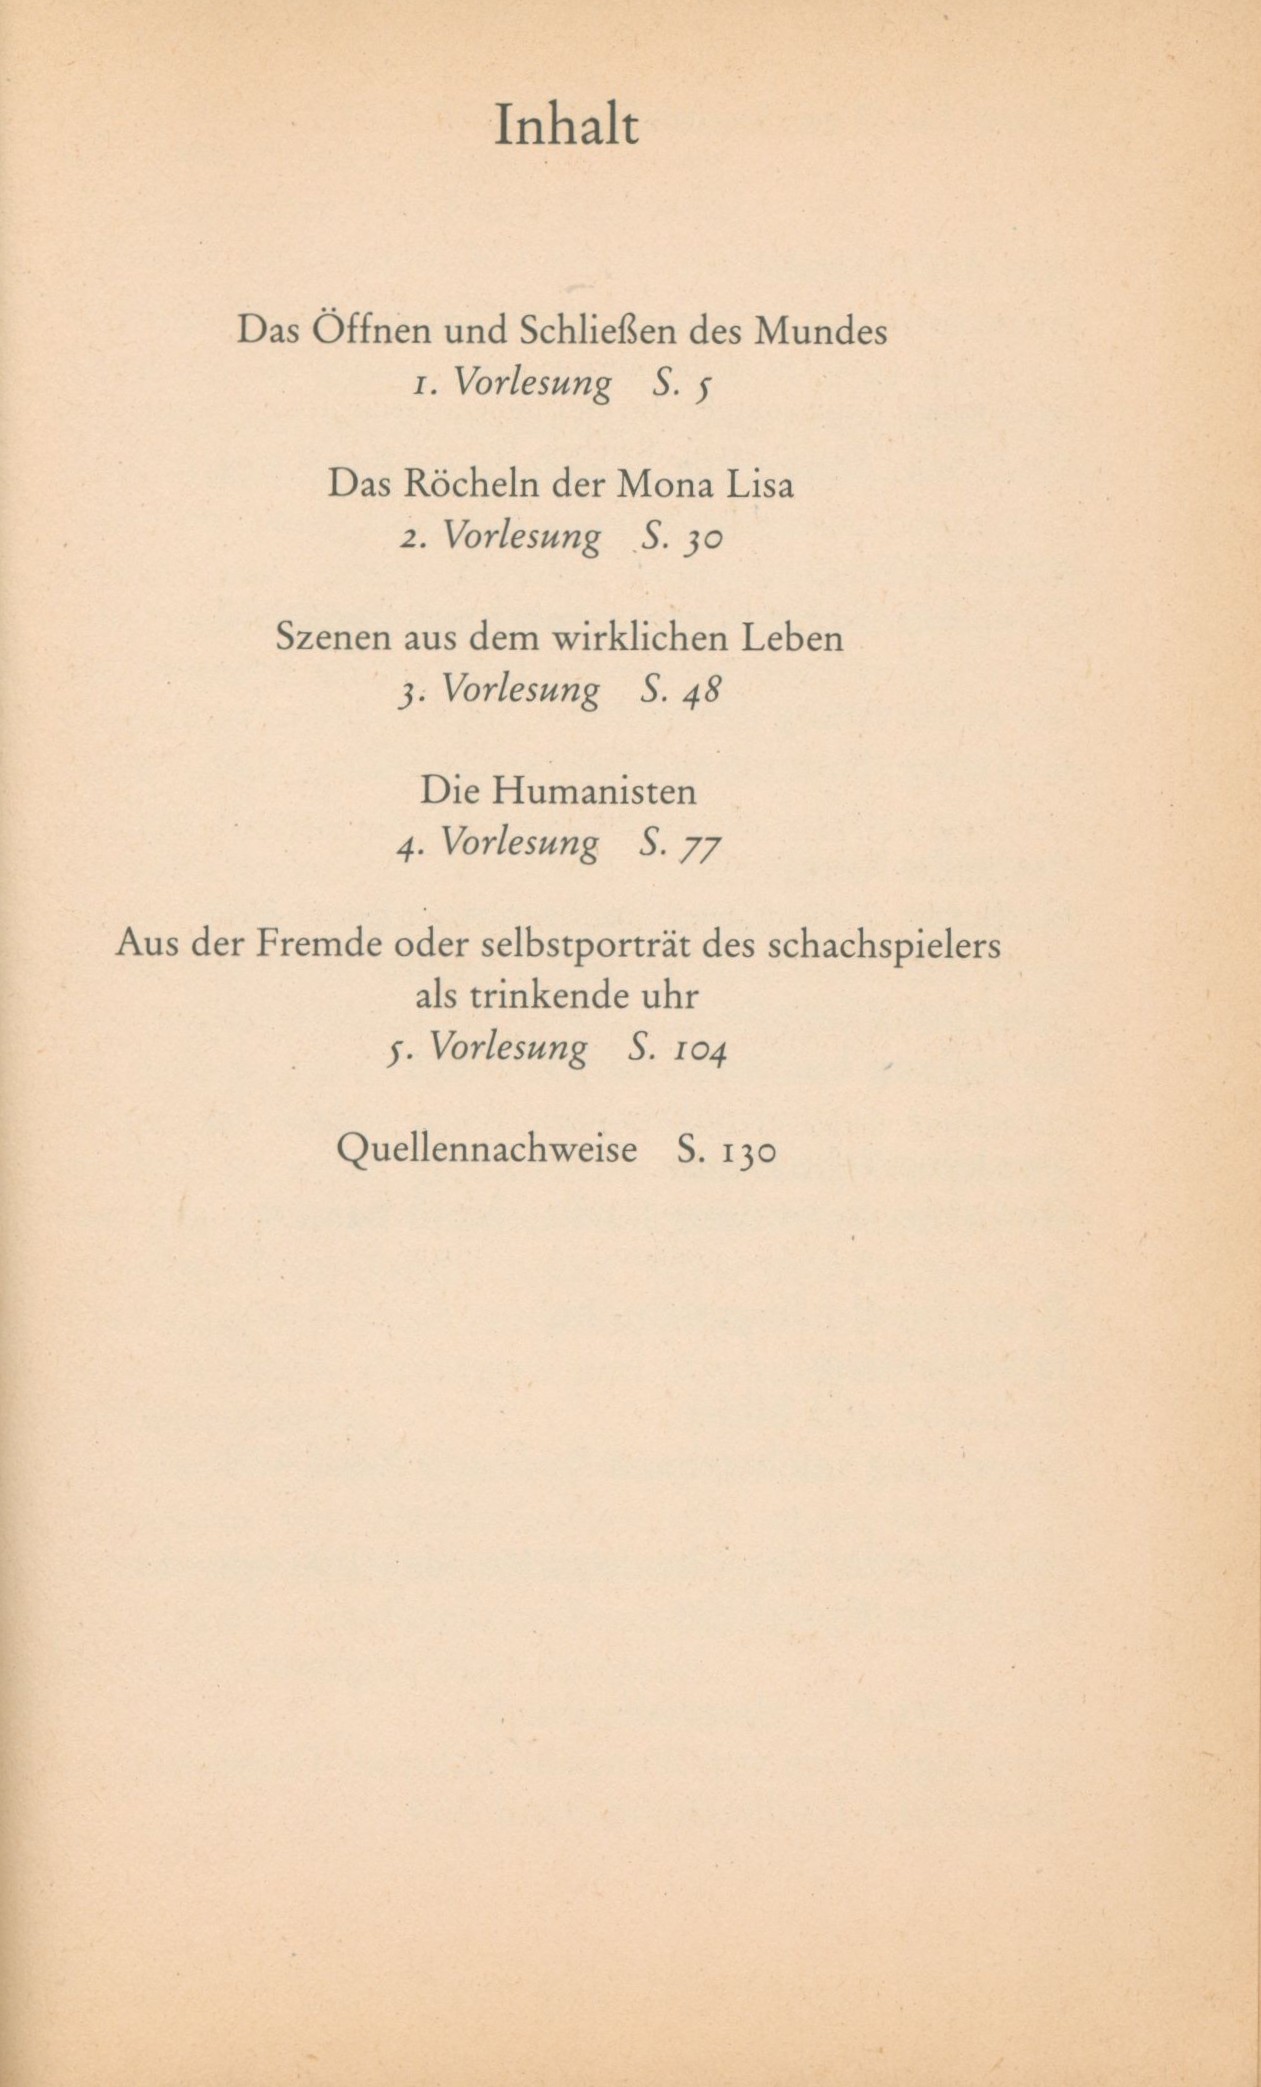 Inhalt
Das Öffnen und Schließen des Mundes
1. Vorlesung S. 5
Das Röcheln der Mona Lisa
2. Vorlesung S. 30
Szenen aus dem wirklichen Leben
3. Vorlesung S. 48
Die Humanisten
4. Vorlesung S. 77
Aus der Fremde oder selbstporträt des schachspielers
als trinkende uhr
5. Vorlesung S. 104
Quellennachweise S. 130